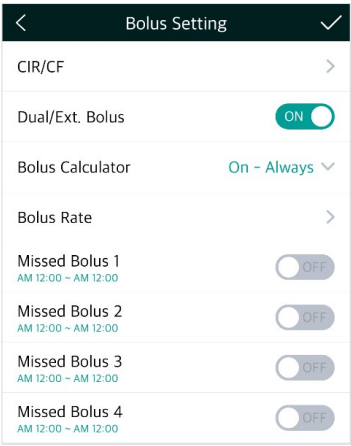 Bolus Setting
CIR/CF
Dual/Ext. Bolus
ON
Bolus Calculator
On - Always
Bolus Rate
Missed Bolus 1
OFF
AM 12:00 ~ AM 12:00
Missed Bolus 2
OFF
AM 12:00 ~ AM 12:00
Missed Bolus 3
OFF
AM 12:00 ~ AM 12:00
Missed Bolus 4
OFF
AM 12:00 ~ AM 12:00